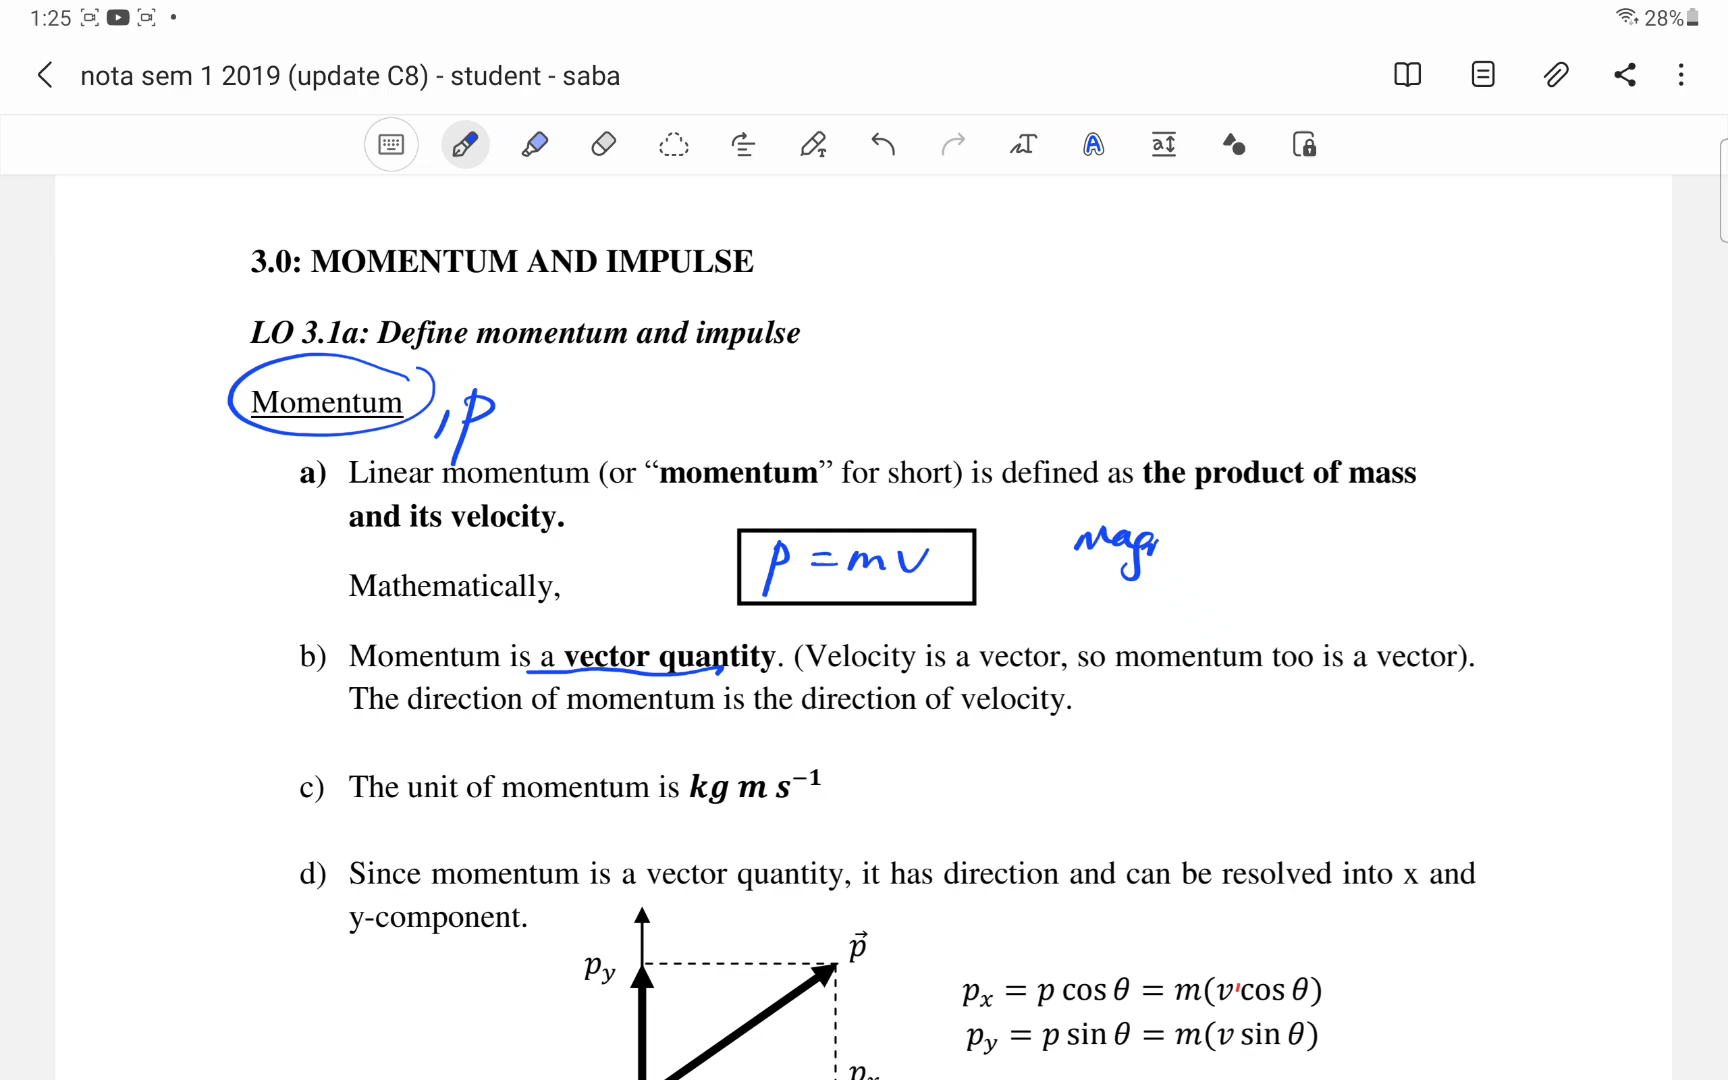 1:25
28%
nota sem 1 2019 (update C8) - student - saba
3.0: MOMENTUM AND IMPULSE
LO 3.1a: Define momentum and impulse
Momentum , p
a) Linear momentum (or “momentum” for short) is defined as the product of mass
and its velocity.
p = mv
Mathematically,
b) Momentum is a vector quantity. (Velocity is a vector, so momentum too is a vector).
The direction of momentum is the direction of velocity.
c) The unit of momentum is kg m s⁻¹
d) Since momentum is a vector quantity, it has direction and can be resolved into x and
y-component.
p⃗
p_y
p_x = p cos θ = m(v cos θ)
p_y = p sin θ = m(v sin θ)